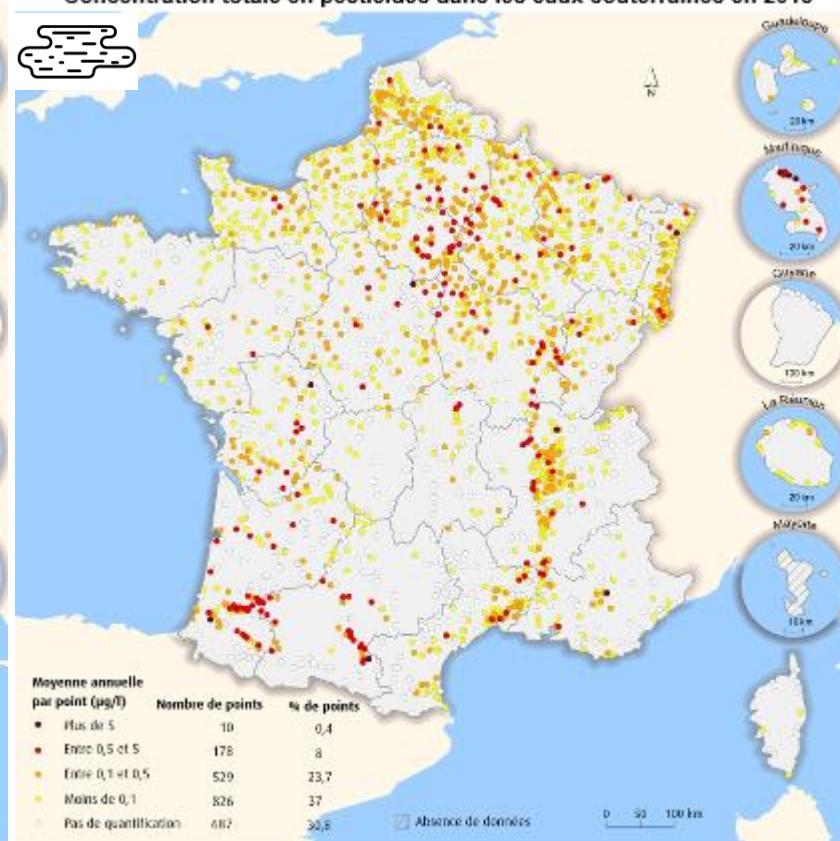 Concentration totale en pesticides dans les eaux souterraines en
Guadeloupe
20 km
N
Martinique
20 km
Guyane
100 km
La Réunion
20 km
Mayotte
10 km
Moyenne annuelle
par point (µg/l) Nombre de points % de points
Plus de 5 10 0,4
Entre 0,5 et 5 178 8
Entre 0,1 et 0,5 529 23,7
Moins de 0,1 826 37
Pas de quantification 687 30,8
Absence de données
0 50 100 km